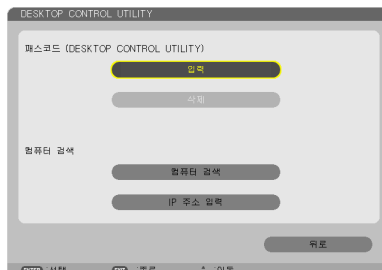 DESKTOP CONTROL UTILITY
패스코드 (DESKTOP CONTROL UTILITY)
입력
삭제
컴퓨터 검색
컴퓨터 검색
IP 주소 입력
뒤로